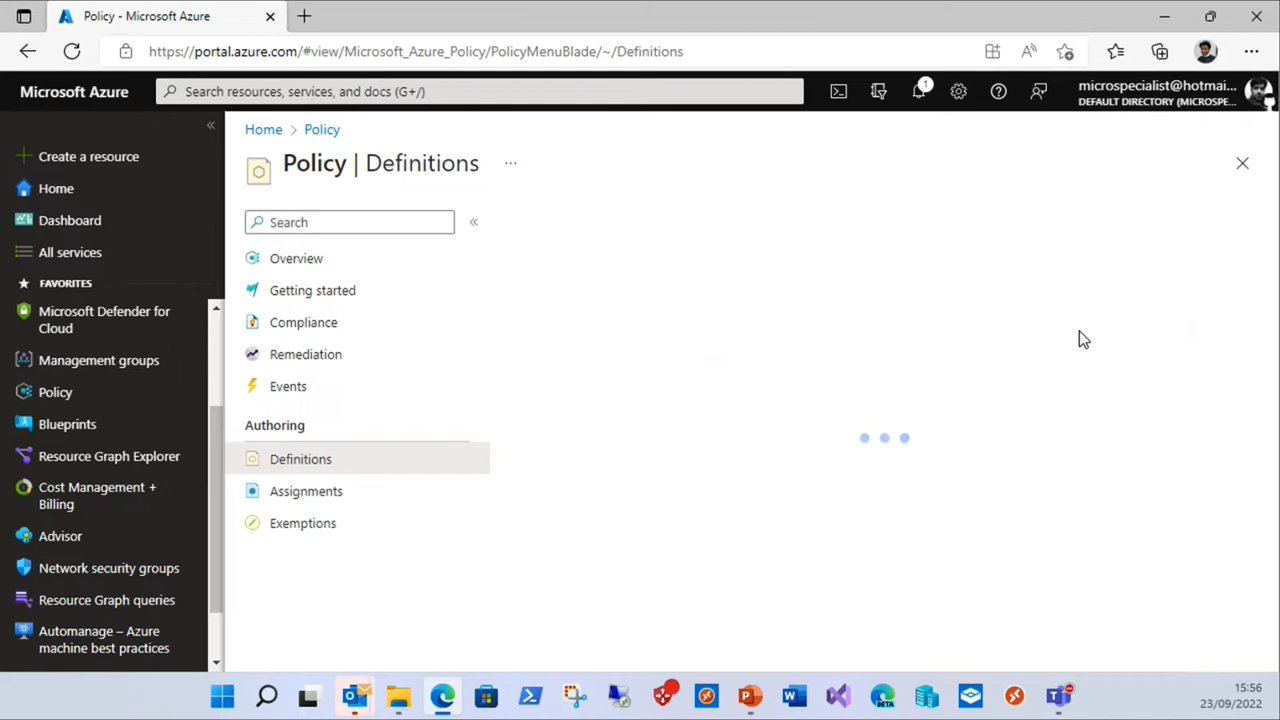 Policy - Microsoft Azure
https://portal.azure.com/#view/Microsoft_Azure_Policy/PolicyMenuBlade/~/Definitions
Microsoft Azure
Search resources, services, and docs (G+/)
1
microspecialist@hotmai...
DEFAULT DIRECTORY (MICROSPE...
Create a resource
Home
Dashboard
All services
FAVORITES
Microsoft Defender for
Cloud
Management groups
Policy
Blueprints
Resource Graph Explorer
Cost Management +
Billing
Advisor
Network security groups
Resource Graph queries
Automanage – Azure
machine best practices
Home > Policy
Policy | Definitions
Search
Overview
Getting started
Compliance
Remediation
Events
Authoring
Definitions
Assignments
Exemptions
BETA
15:56
23/09/2022